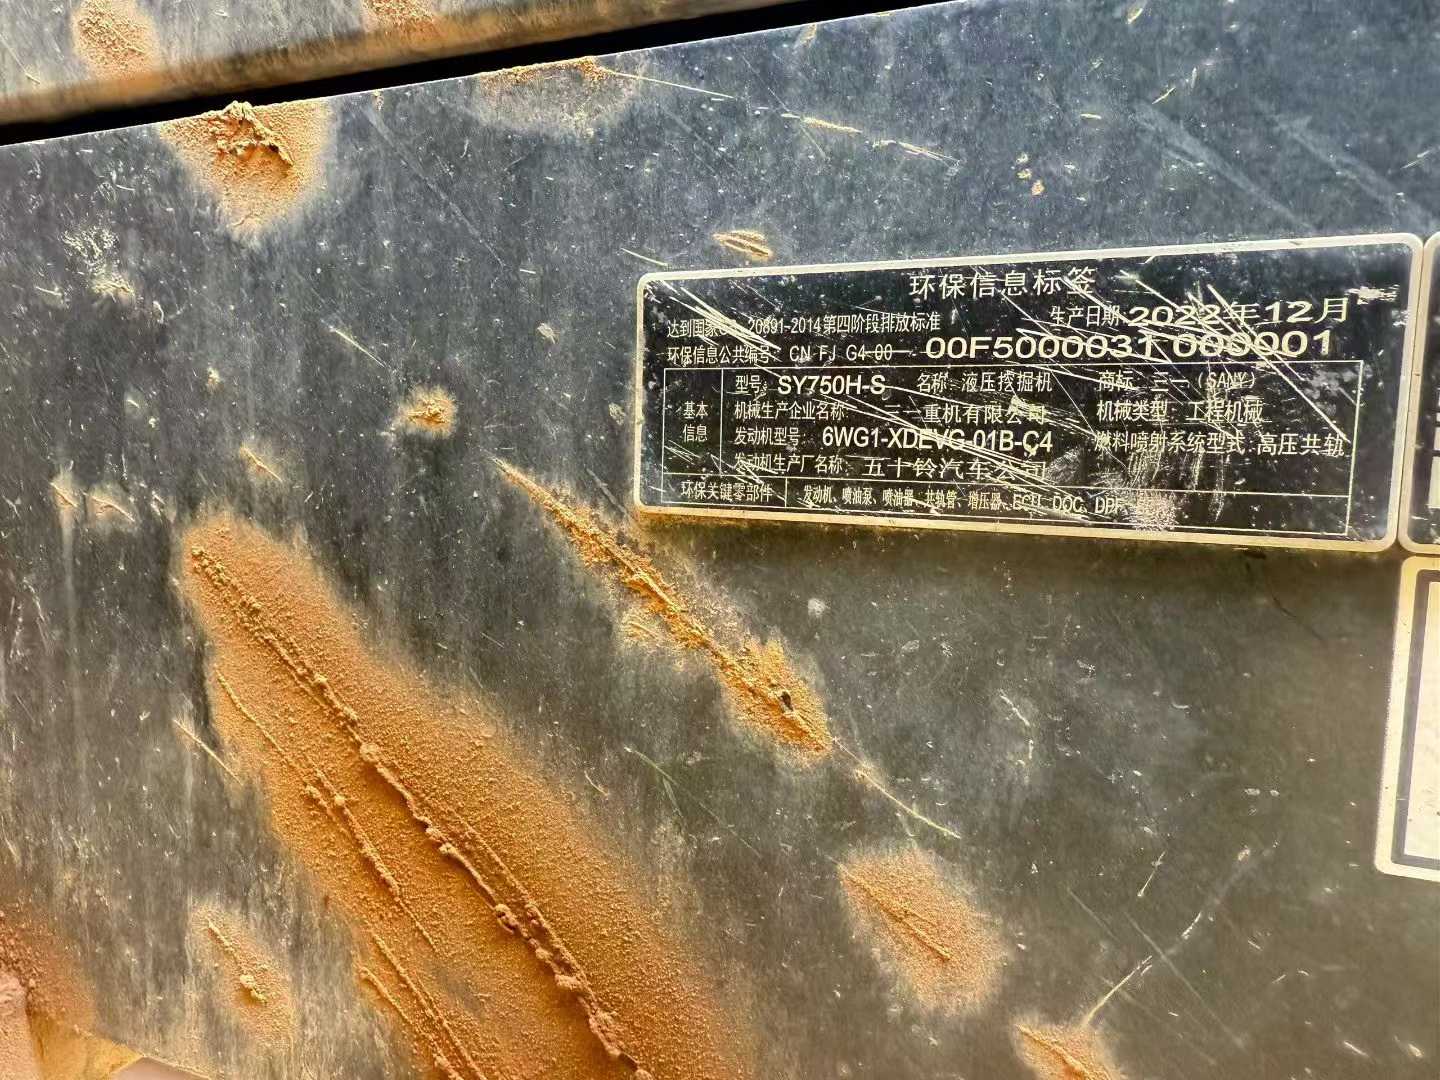 环保信息标签
达到国家 20891-2014第四阶段排放标准 生产日期:2022年12月
环保信息公共编号: CN FJ G4 00 00F5000031 000001
基本信息
型号: SY750H-S 名称: 液压挖掘机 商标: 三一 (SANY)
机械生产企业名称: 三一重机有限公司 机械类型: 工程机械
发动机型号: 6WG1-XDEVC-01B-C4 燃料喷射系统型式: 高压共轨
发动机生产厂名称: 五十铃汽车公司
环保关键零部件 发动机、喷油泵、喷油器、共轨管、增压器、ECU、DOC、DPF、